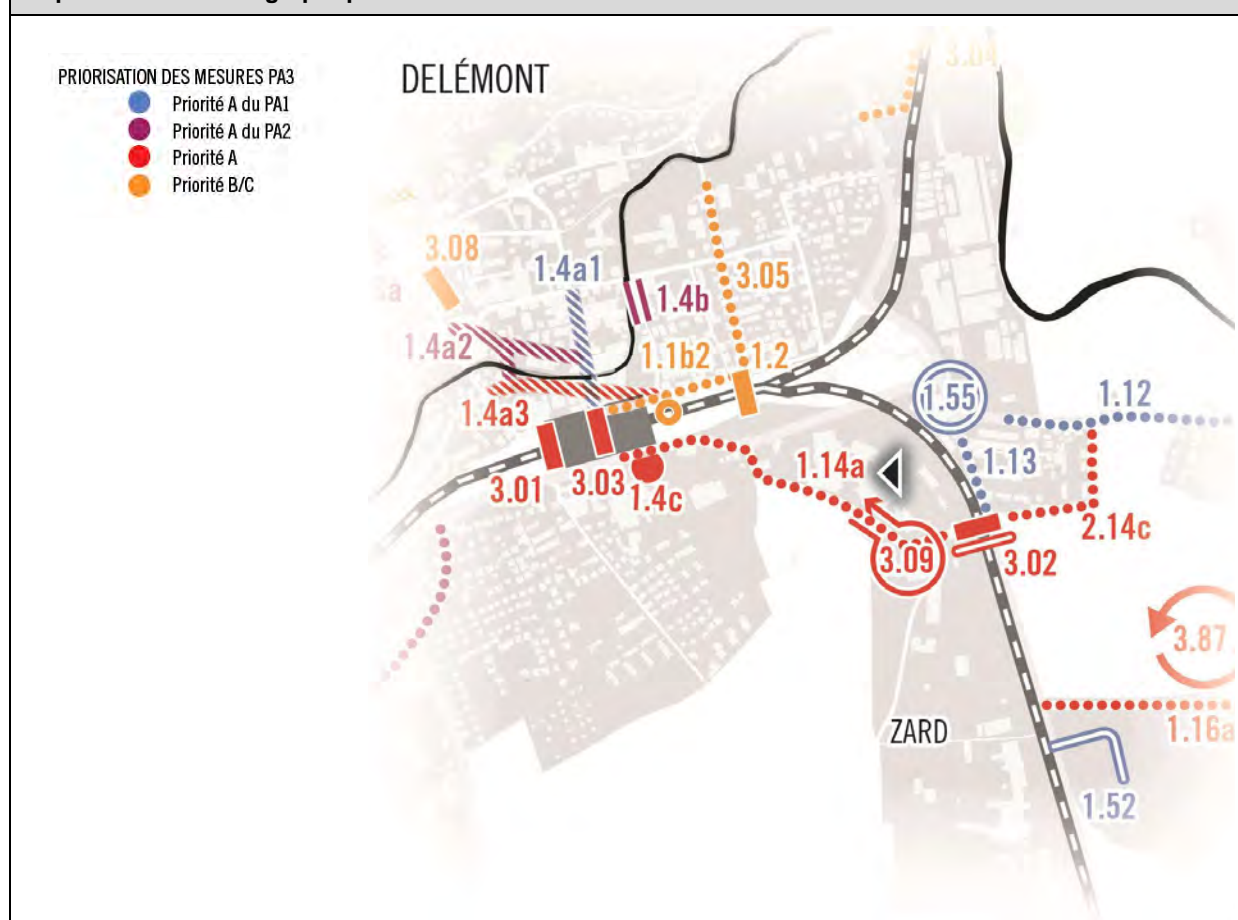 PRIORISATION DES MESURES PA3
Priorité A du PA1
Priorité A du PA2
Priorité A
Priorité B/C
DELÉMONT
3.04
3.08
1.4a1
3.05
1.4b
1.4a2
1.1b2
1.2
1.4a3
1.55
1.12
3.01
3.03
1.4c
1.14a
1.13
2.14c
3.09
3.02
3.87
ZARD
1.16a
1.52